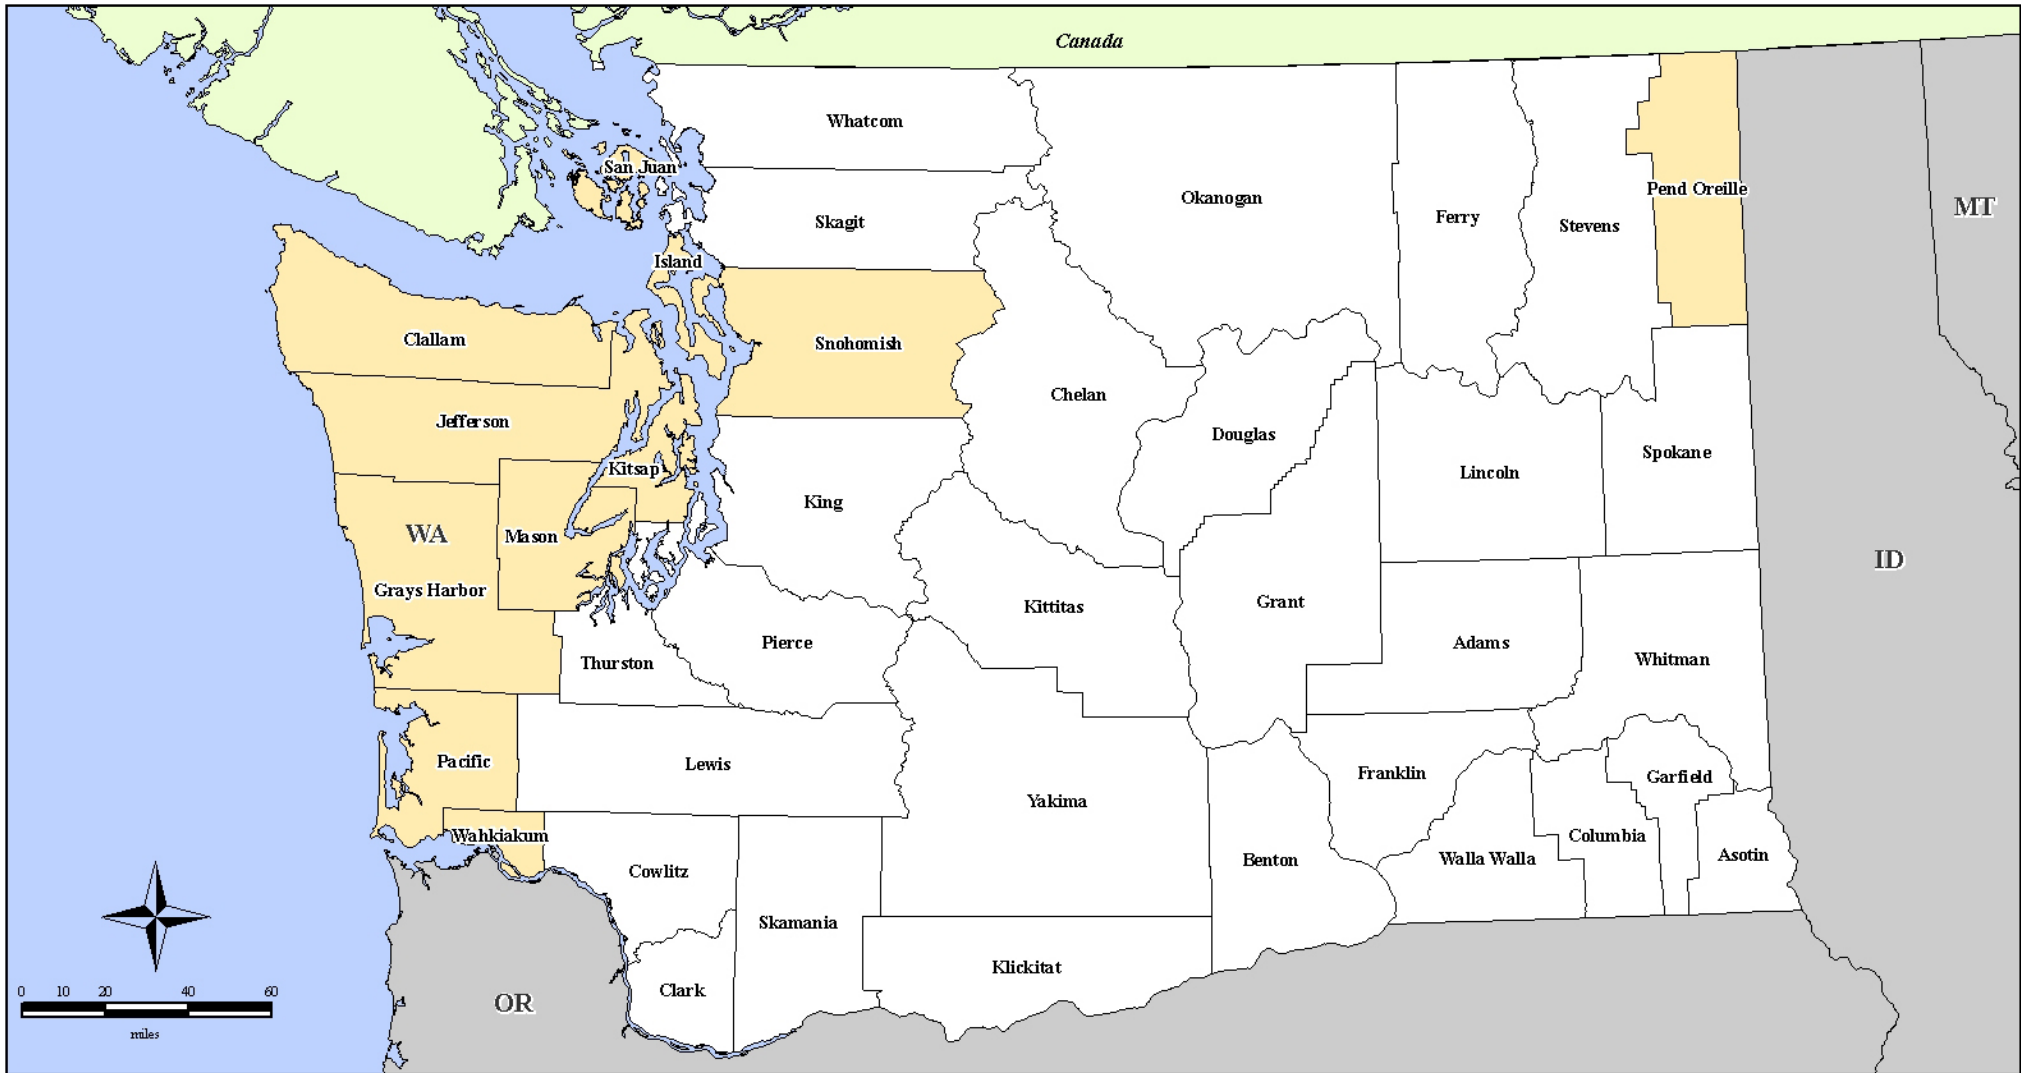 Canada
Whatcom
San Juan
Pend Oreille
Okanogan
MT
Skagit
Ferry
Stevens
Island
Clallam
Snohomish
Chelan
Jefferson
Douglas
Spokane
Kitsap
Lincoln
King
WA
Mason
ID
Grays Harbor
Grant
Kittitas
Pierce
Adams
Thurston
Whitman
Pacific
Lewis
Franklin
Garfield
Yakima
Wahkiakum
Columbia
Cowlitz
Benton
Walla Walla
Asotin
Skamania
Klickitat
Clark
OR
0 10 20 40 60
miles